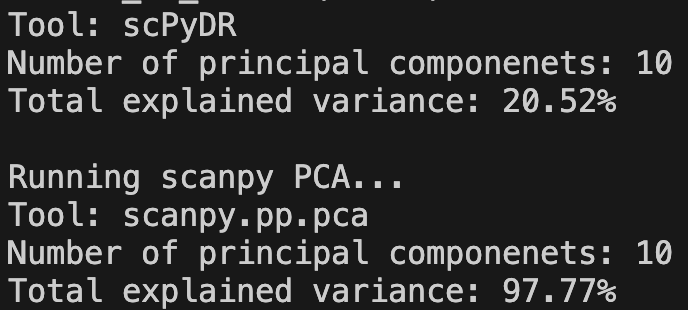 Tool: scPyDR
Number of principal componenets: 10
Total explained variance: 20.52%
Running scanpy PCA...
Tool: scanpy.pp.pca
Number of principal componenets: 10
Total explained variance: 97.77%